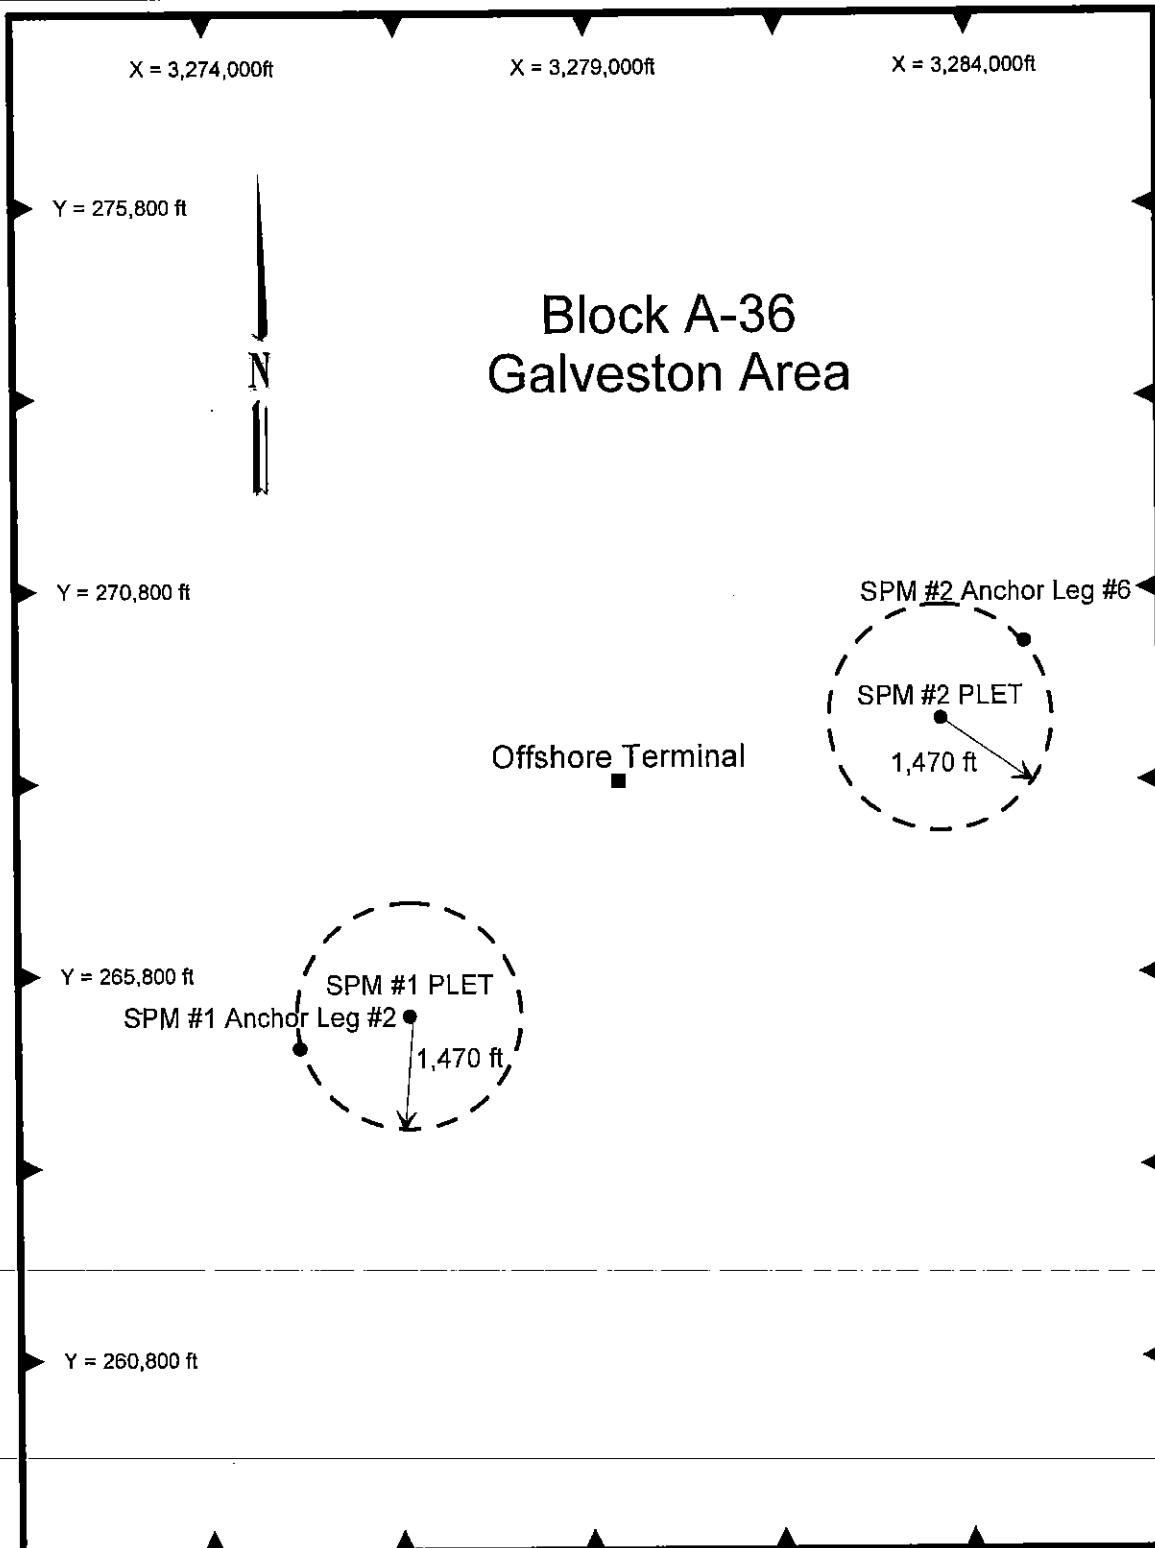 X = 3,274,000ft
X = 3,279,000ft
X = 3,284,000ft
Y = 275,800 ft
Block A-36
Galveston Area
N
Y = 270,800 ft
SPM #2 Anchor Leg #6
SPM #2 PLET
1,470 ft
Offshore Terminal
Y = 265,800 ft
SPM #1 PLET
SPM #1 Anchor Leg #2
1,470 ft
Y = 260,800 ft